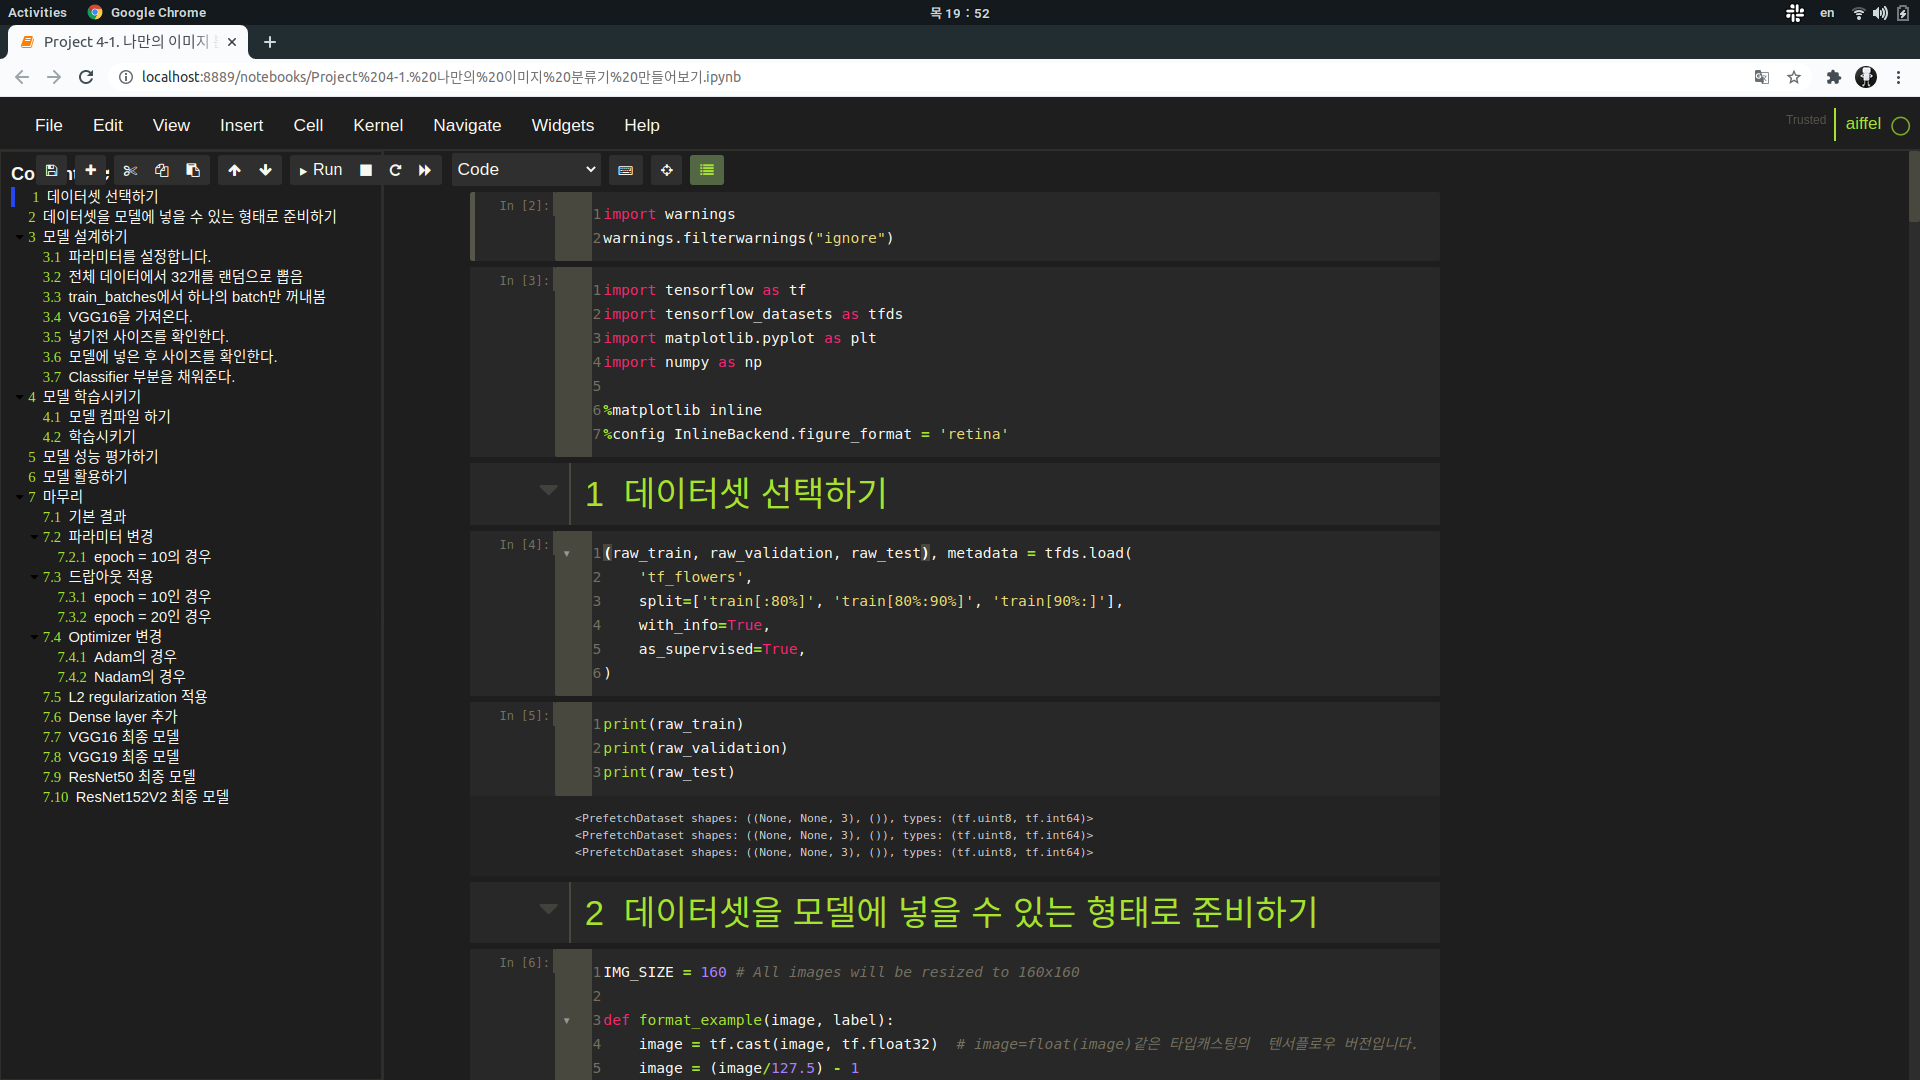 Activities
Google Chrome
목 19 : 52
en
Project 4-1. 나만의 이미지
localhost:8889/notebooks/Project%204-1.%20나만의%20이미지%20분류기%20만들어보기.ipynb
File Edit View Insert Cell Kernel Navigate Widgets Help
Trusted
aiffel
Run
Code
1 데이터셋 선택하기
2 데이터셋을 모델에 넣을 수 있는 형태로 준비하기
3 모델 설계하기
3.1 파라미터를 설정합니다.
3.2 전체 데이터에서 32개를 랜덤으로 뽑음
3.3 train_batches에서 하나의 batch만 꺼내봄
3.4 VGG16을 가져온다.
3.5 넣기전 사이즈를 확인한다.
3.6 모델에 넣은 후 사이즈를 확인한다.
3.7 Classifier 부분을 채워준다.
4 모델 학습시키기
4.1 모델 컴파일 하기
4.2 학습시키기
5 모델 성능 평가하기
6 모델 활용하기
7 마무리
7.1 기본 결과
7.2 파라미터 변경
7.2.1 epoch = 10의 경우
7.3 드랍아웃 적용
7.3.1 epoch = 10인 경우
7.3.2 epoch = 20인 경우
7.4 Optimizer 변경
7.4.1 Adam의 경우
7.4.2 Nadam의 경우
7.5 L2 regularization 적용
7.6 Dense layer 추가
7.7 VGG16 최종 모델
7.8 VGG19 최종 모델
7.9 ResNet50 최종 모델
7.10 ResNet152V2 최종 모델
In [2]:
1 import warnings
2 warnings.filterwarnings("ignore")
In [3]:
1 import tensorflow as tf
2 import tensorflow_datasets as tfds
3 import matplotlib.pyplot as plt
4 import numpy as np
5
6 %matplotlib inline
7 %config InlineBackend.figure_format = 'retina'
1 데이터셋 선택하기
In [4]:
1 (raw_train, raw_validation, raw_test), metadata = tfds.load(
2     'tf_flowers',
3     split=['train[:80%]', 'train[80%:90%]', 'train[90%:]'],
4     with_info=True,
5     as_supervised=True,
6 )
In [5]:
1 print(raw_train)
2 print(raw_validation)
3 print(raw_test)
<PrefetchDataset shapes: ((None, None, 3), ()), types: (tf.uint8, tf.int64)>
<PrefetchDataset shapes: ((None, None, 3), ()), types: (tf.uint8, tf.int64)>
<PrefetchDataset shapes: ((None, None, 3), ()), types: (tf.uint8, tf.int64)>
2 데이터셋을 모델에 넣을 수 있는 형태로 준비하기
In [6]:
1 IMG_SIZE = 160 # All images will be resized to 160x160
2
3 def format_example(image, label):
4     image = tf.cast(image, tf.float32)  # image=float(image)같은 타입캐스팅의  텐서플로우 버전입니다.
5     image = (image/127.5) - 1